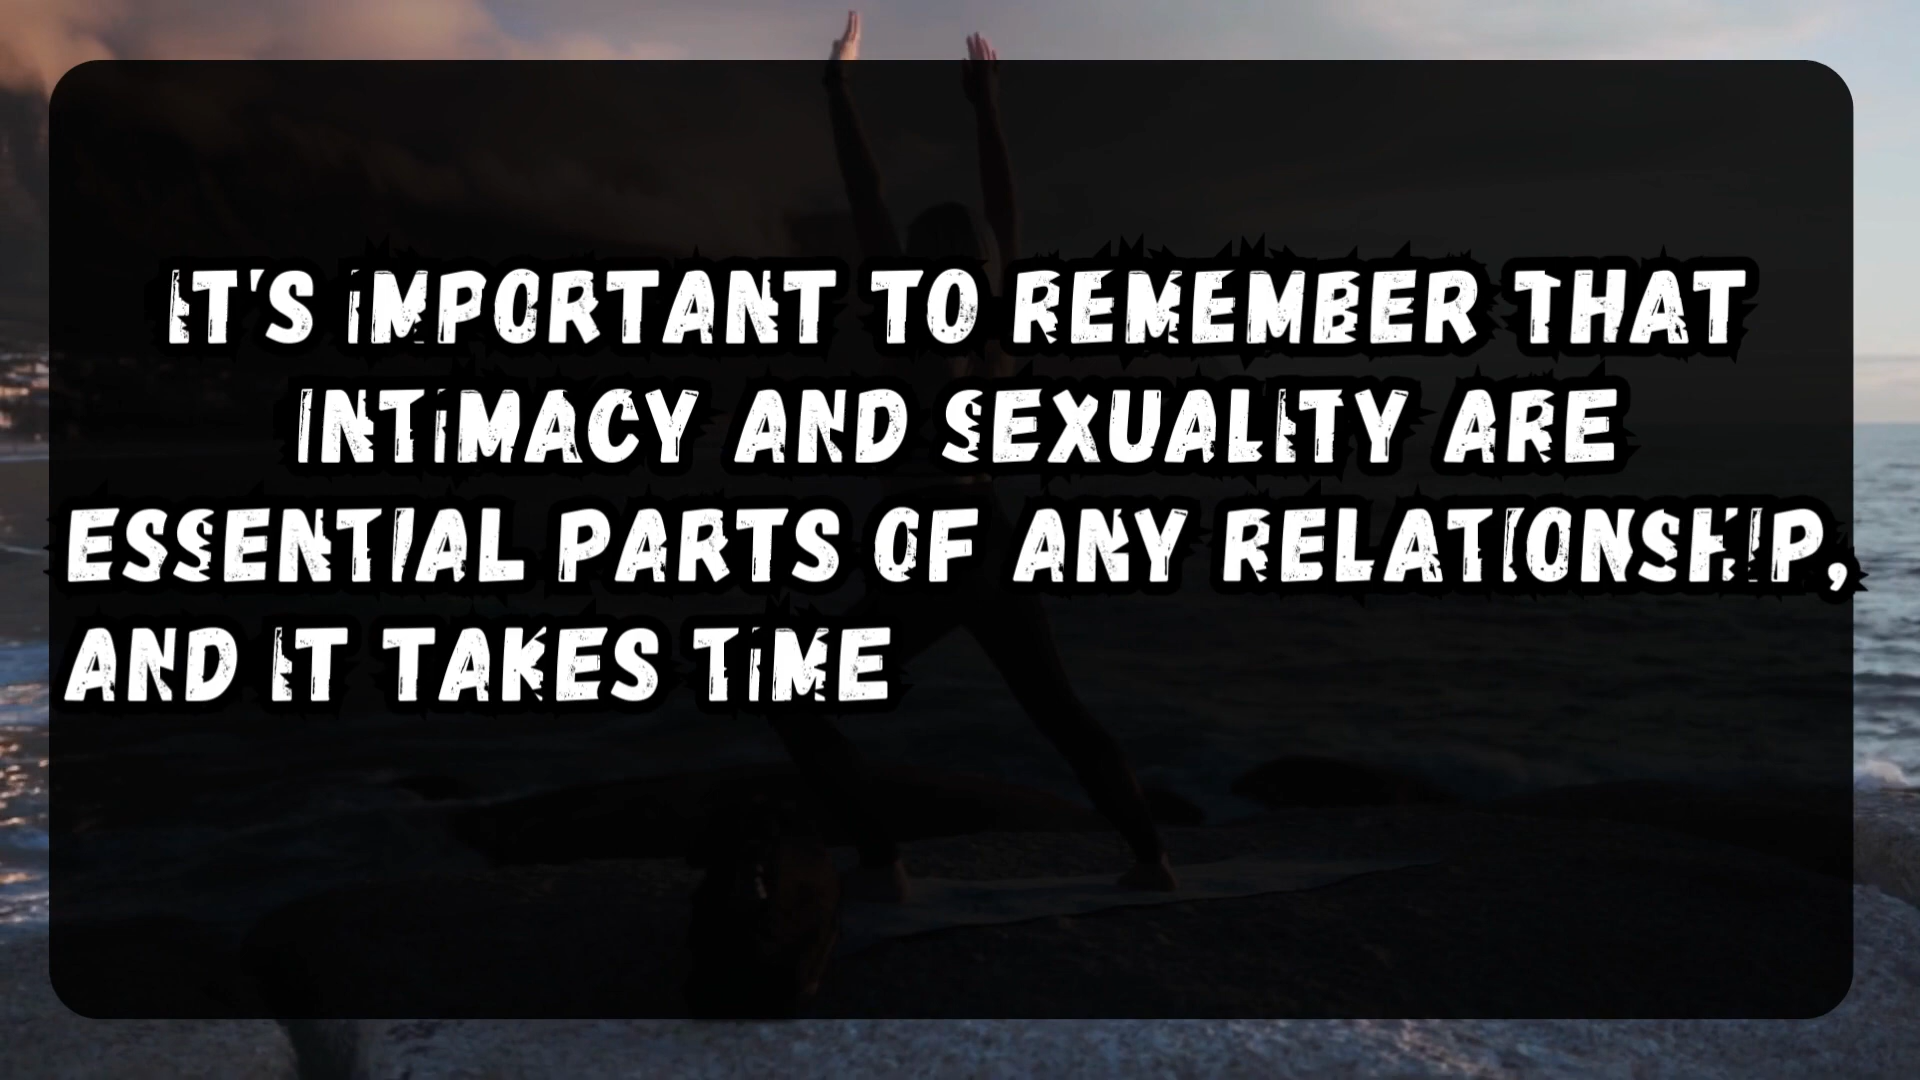 IT'S IMPORTANT TO REMEMBER THAT
INTIMACY AND SEXUALITY ARE
ESSENTIAL PARTS OF ANY RELATIONSHIP,
AND IT TAKES TIME